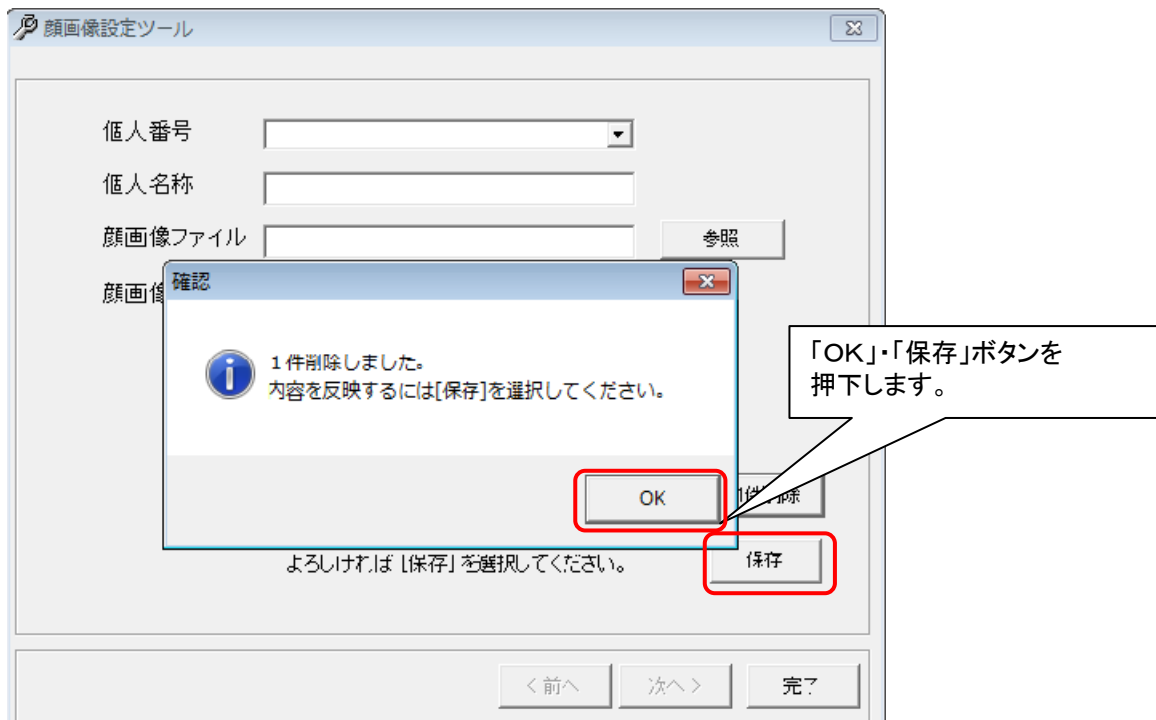 顔画像設定ツール
個人番号
個人名称
顔画像ファイル
参照
顔画像
確認
1件削除しました。
内容を反映するには[保存]を選択してください。
「OK」・「保存」ボタンを
押下します。
OK
1件削除
よろしければ [保存] を選択してください。
保存
< 前へ
次へ >
完了